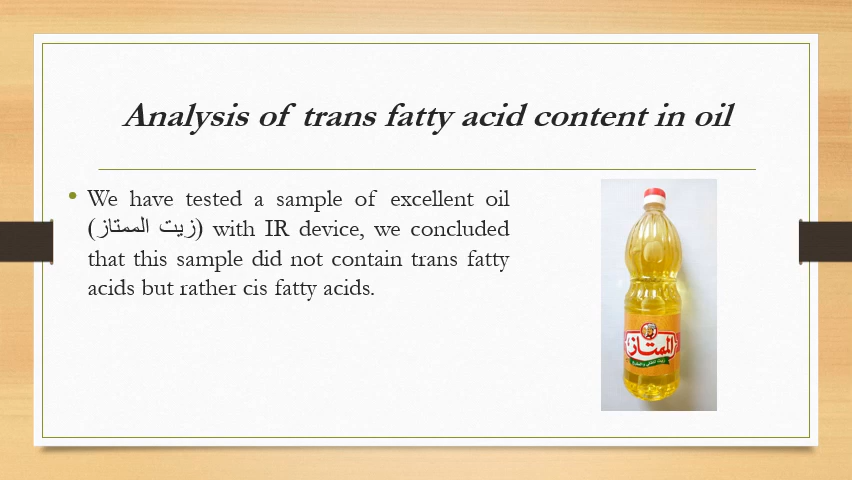 Analysis of trans fatty acid content in oil
• We have tested a sample of excellent oil
(زيت الممتاز) with IR device, we concluded
that this sample did not contain trans fatty
acids but rather cis fatty acids.
الممتاز